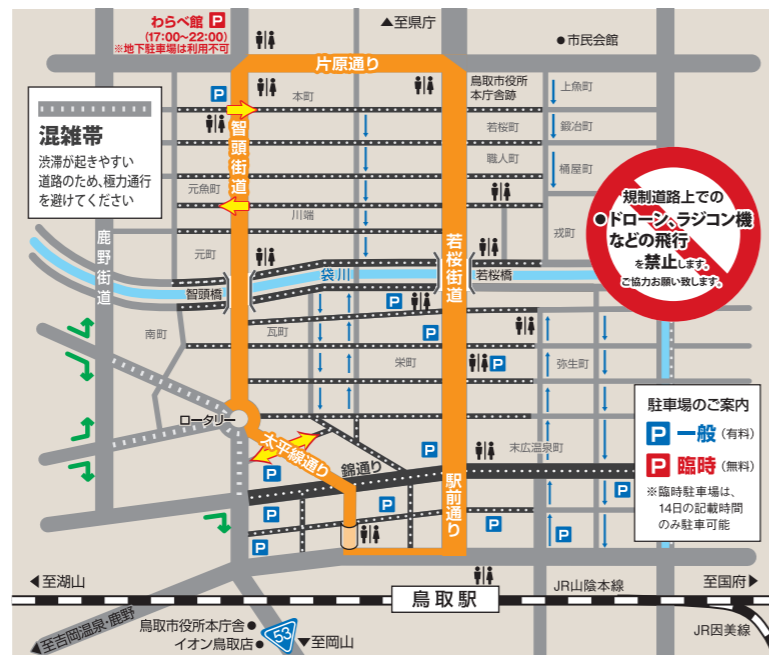 わらべ館 P
(17:00~22:00)
※地下駐車場は利用不可
▲至県庁
●市民会館
片原通り
鳥取市役所
本庁舎跡
上魚町
P
本町
混雑帯
渋滞が起きやすい
道路のため、極力通行
を避けてください
智頭街道
若桜町
鍛冶町
職人町
桶屋町
元魚町
川端
戎町
規制道路上での
●ドローン、ラジコン機
などの飛行
を禁止します。
ご協力お願い致します。
鹿野街道
元町
若桜街道
袋川
智頭橋
若桜橋
P
南町
瓦町
P
栄町
P
弥生町
ロータリー
太平線通り
末広温泉町
駐車場のご案内
P 一般(有料)
P 臨時(無料)
※臨時駐車場は、
14日の記載時間
のみ駐車可能
P
P
錦通り
P
駅前通り
P
P
P
P
P
◀至湖山
鳥取駅
JR山陰本線
至国府▶
至吉岡温泉・鹿野
鳥取市役所本庁舎●
イオン鳥取店●
53
▼至岡山
JR因美線